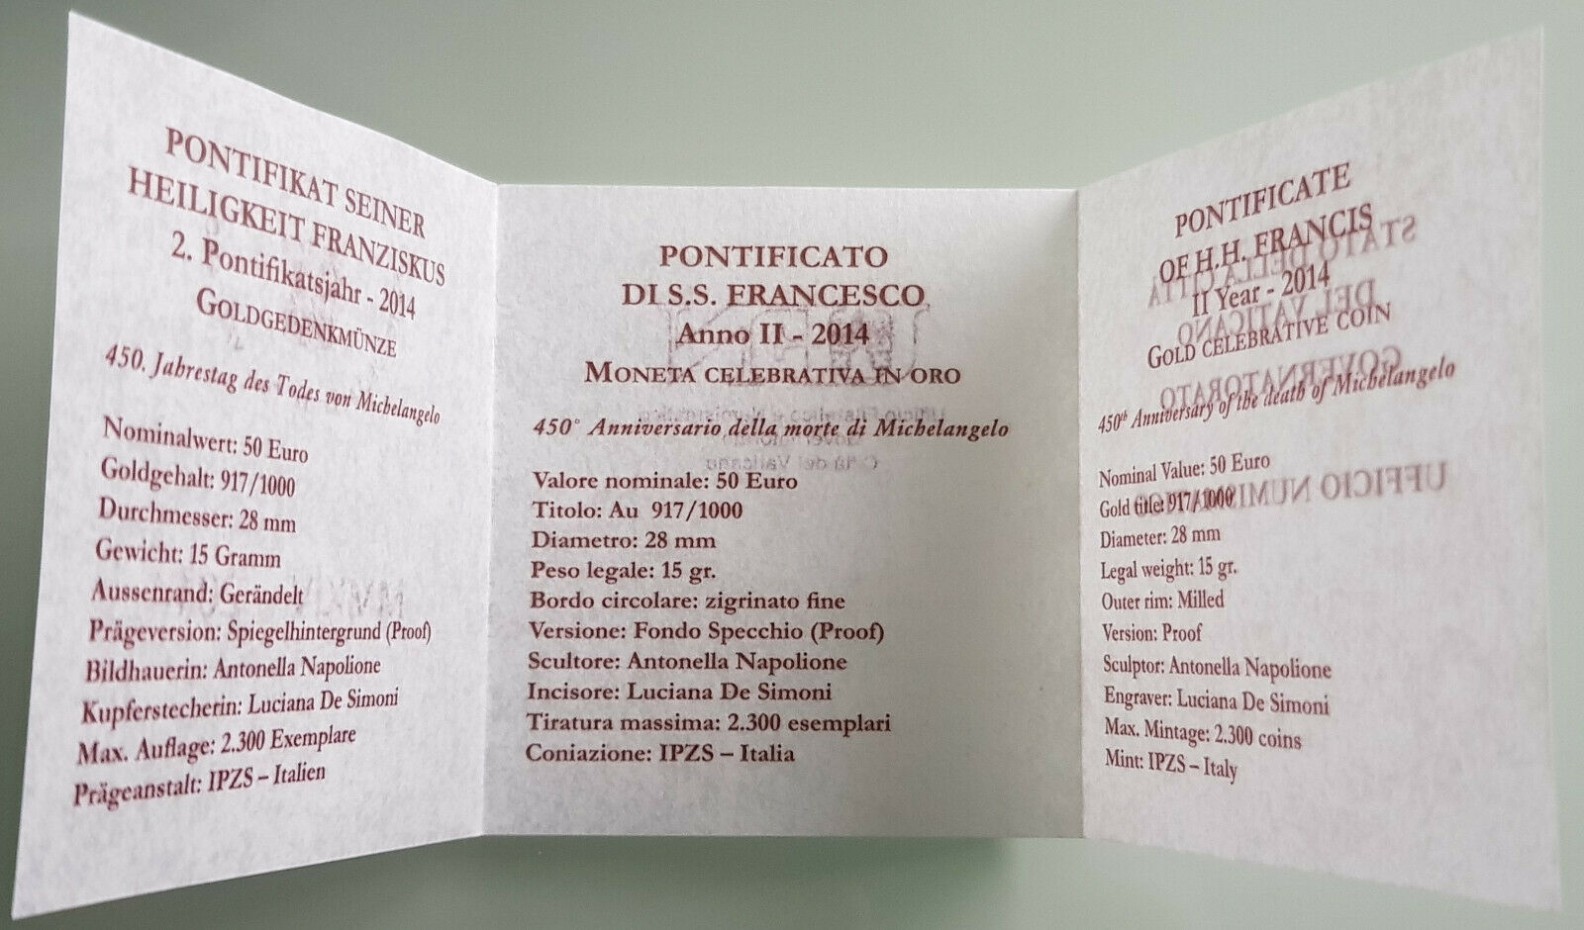 PONTIFIKAT SEINER
HEILIGKEIT FRANZISKUS
2. Pontifikatsjahr - 2014
GOLDGEDENKMÜNZE
450. Jahrestag des Todes von Michelangelo
Nominalwert: 50 Euro
Goldgehalt: 917/1000
Durchmesser: 28 mm
Gewicht: 15 Gramm
Aussenrand: Gerändelt
Prägeversion: Spiegelhintergrund (Proof)
Bildhauerin: Antonella Napolione
Kupferstecherin: Luciana De Simoni
Max. Auflage: 2.300 Exemplare
Prägeanstalt: IPZS – Italien
PONTIFICATO
DI S.S. FRANCESCO
Anno II - 2014
MONETA CELEBRATIVA IN ORO
450° Anniversario della morte di Michelangelo
Valore nominale: 50 Euro
Titolo: Au 917/1000
Diametro: 28 mm
Peso legale: 15 gr.
Bordo circolare: zigrinato fine
Versione: Fondo Specchio (Proof)
Scultore: Antonella Napolione
Incisore: Luciana De Simoni
Tiratura massima: 2.300 esemplari
Coniazione: IPZS – Italia
PONTIFICATE
OF H.H. FRANCIS
II Year - 2014
GOLD CELEBRATIVE COIN
450th Anniversary of the death of Michelangelo
Nominal Value: 50 Euro
Gold title: 917/1000
Diameter: 28 mm
Legal weight: 15 gr.
Outer rim: Milled
Version: Proof
Sculptor: Antonella Napolione
Engraver: Luciana De Simoni
Max. Mintage: 2.300 coins
Mint: IPZS – Italy
STATO DELLA CITTÀ
DEL VATICANO
GOVERNATORATO
UFFICIO